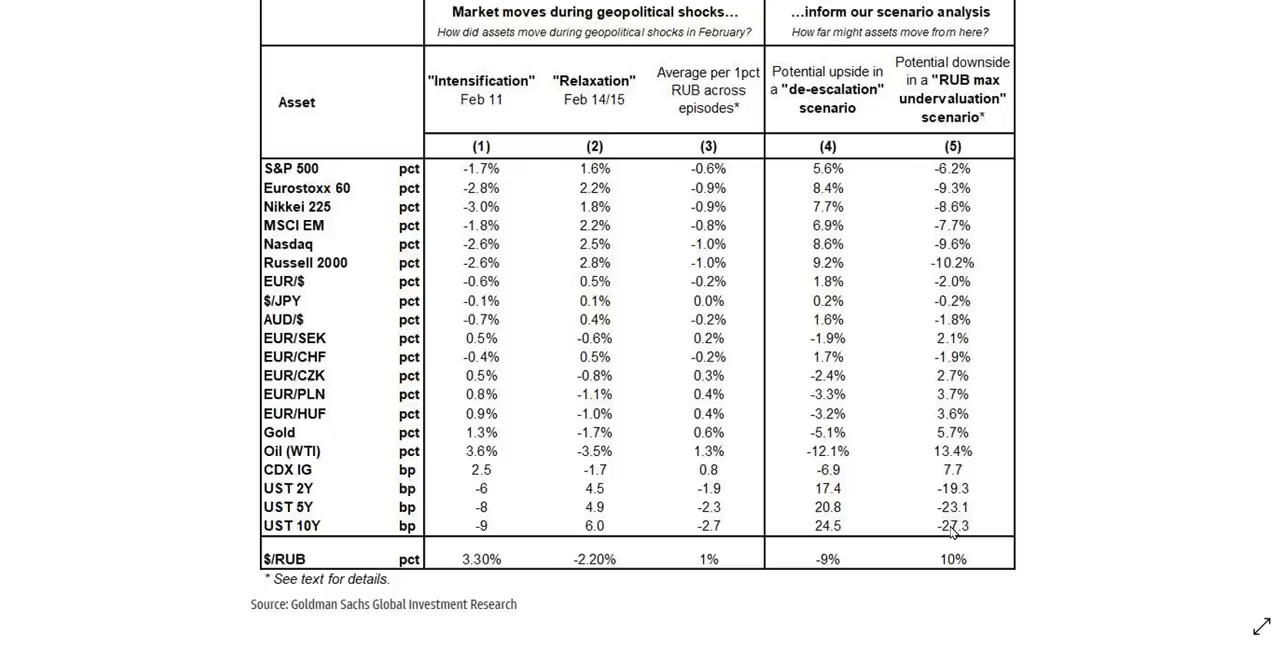 Market moves during geopolitical shocks... ...inform our scenario analysis
How did assets move during geopolitical shocks in February? How far might assets move from here?
Asset "Intensification" Feb 11 "Relaxation" Feb 14/15 Average per 1pct RUB across episodes* Potential upside in a "de-escalation" scenario Potential downside in a "RUB max undervaluation" scenario*
(1) (2) (3) (4) (5)
S&P 500 pct -1.7% 1.6% -0.6% 5.6% -6.2%
Eurostoxx 60 pct -2.8% 2.2% -0.9% 8.4% -9.3%
Nikkei 225 pct -3.0% 1.8% -0.9% 7.7% -8.6%
MSCI EM pct -1.8% 2.2% -0.8% 6.9% -7.7%
Nasdaq pct -2.6% 2.5% -1.0% 8.6% -9.6%
Russell 2000 pct -2.6% 2.8% -1.0% 9.2% -10.2%
EUR/$ pct -0.6% 0.5% -0.2% 1.8% -2.0%
$/JPY pct -0.1% 0.1% 0.0% 0.2% -0.2%
AUD/$ pct -0.7% 0.4% -0.2% 1.6% -1.8%
EUR/SEK pct 0.5% -0.6% 0.2% -1.9% 2.1%
EUR/CHF pct -0.4% 0.5% -0.2% 1.7% -1.9%
EUR/CZK pct 0.5% -0.8% 0.3% -2.4% 2.7%
EUR/PLN pct 0.8% -1.1% 0.4% -3.3% 3.7%
EUR/HUF pct 0.9% -1.0% 0.4% -3.2% 3.6%
Gold pct 1.3% -1.7% 0.6% -5.1% 5.7%
Oil (WTI) pct 3.6% -3.5% 1.3% -12.1% 13.4%
CDX IG bp 2.5 -1.7 0.8 -6.9 7.7
UST 2Y bp -6 4.5 -1.9 17.4 -19.3
UST 5Y bp -8 4.9 -2.3 20.8 -23.1
UST 10Y bp -9 6.0 -2.7 24.5 -27.3
$/RUB pct 3.30% -2.20% 1% -9% 10%
* See text for details.
Source: Goldman Sachs Global Investment Research